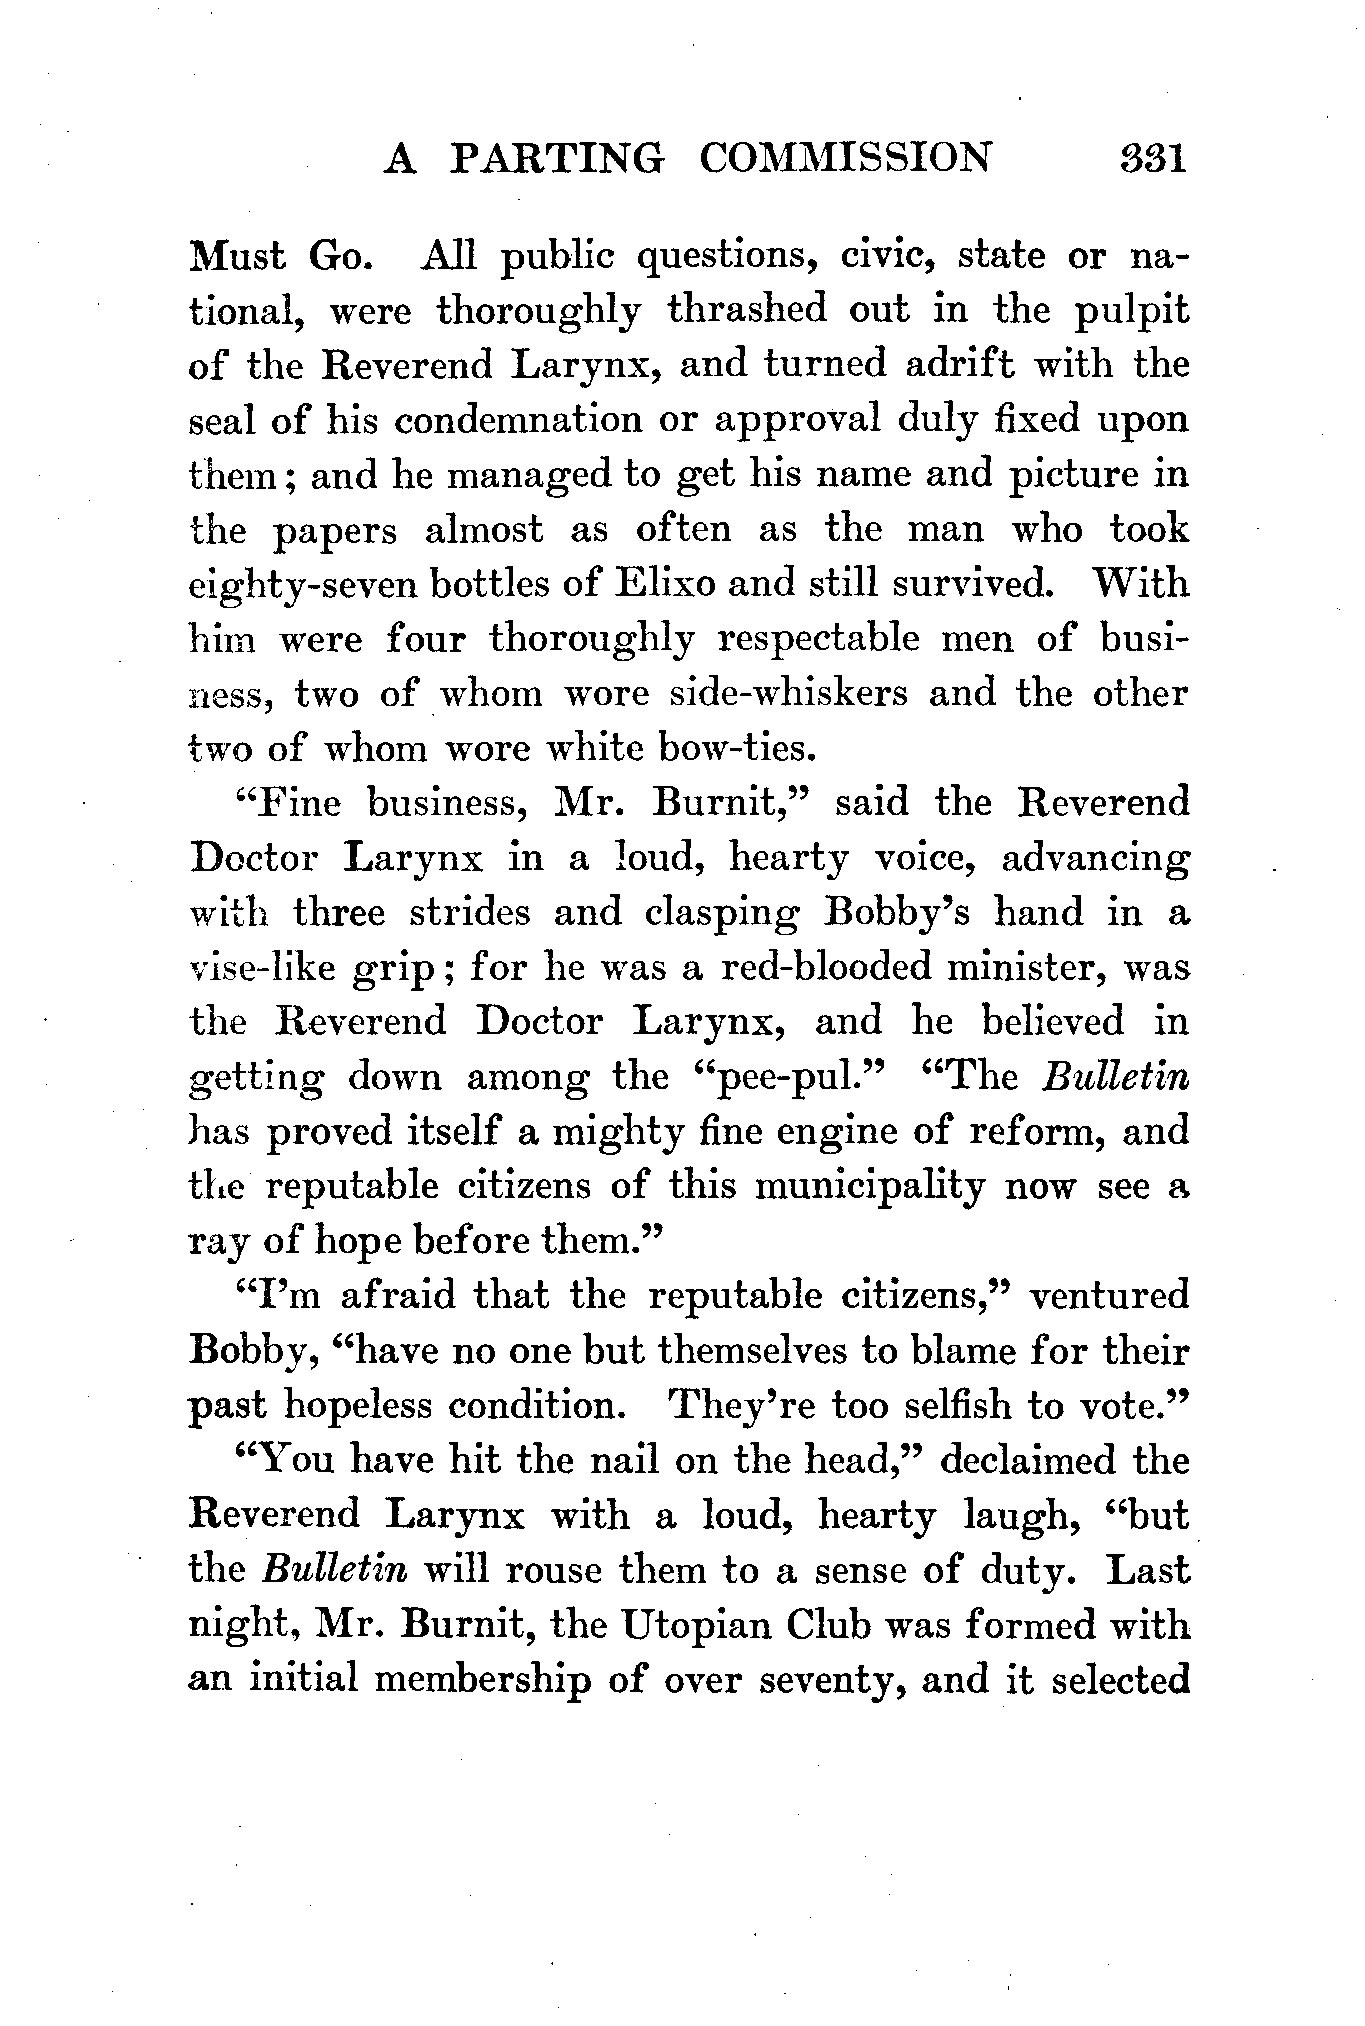 A PARTING COMMISSION 331
Must Go. All public questions, civic, state or na-
tional, were thoroughly thrashed out in the pulpit
of the Reverend Larynx, and turned adrift with the
seal of his condemnation or approval duly fixed upon
them; and he managed to get his name and picture in
the papers almost as often as the man who took
eighty-seven bottles of Elixo and still survived. With
him were four thoroughly respectable men of busi-
ness, two of whom wore side-whiskers and the other
two of whom wore white bow-ties.
“Fine business, Mr. Burnit,” said the Reverend
Doctor Larynx in a loud, hearty voice, advancing
with three strides and clasping Bobby’s hand in a
vise-like grip; for he was a red-blooded minister, was
the Reverend Doctor Larynx, and he believed in
getting down among the “pee-pul.” “The Bulletin
has proved itself a mighty fine engine of reform, and
the reputable citizens of this municipality now see a
ray of hope before them.”
“I’m afraid that the reputable citizens,” ventured
Bobby, “have no one but themselves to blame for their
past hopeless condition. They’re too selfish to vote.”
“You have hit the nail on the head,” declaimed the
Reverend Larynx with a loud, hearty laugh, “but
the Bulletin will rouse them to a sense of duty. Last
night, Mr. Burnit, the Utopian Club was formed with
an initial membership of over seventy, and it selected